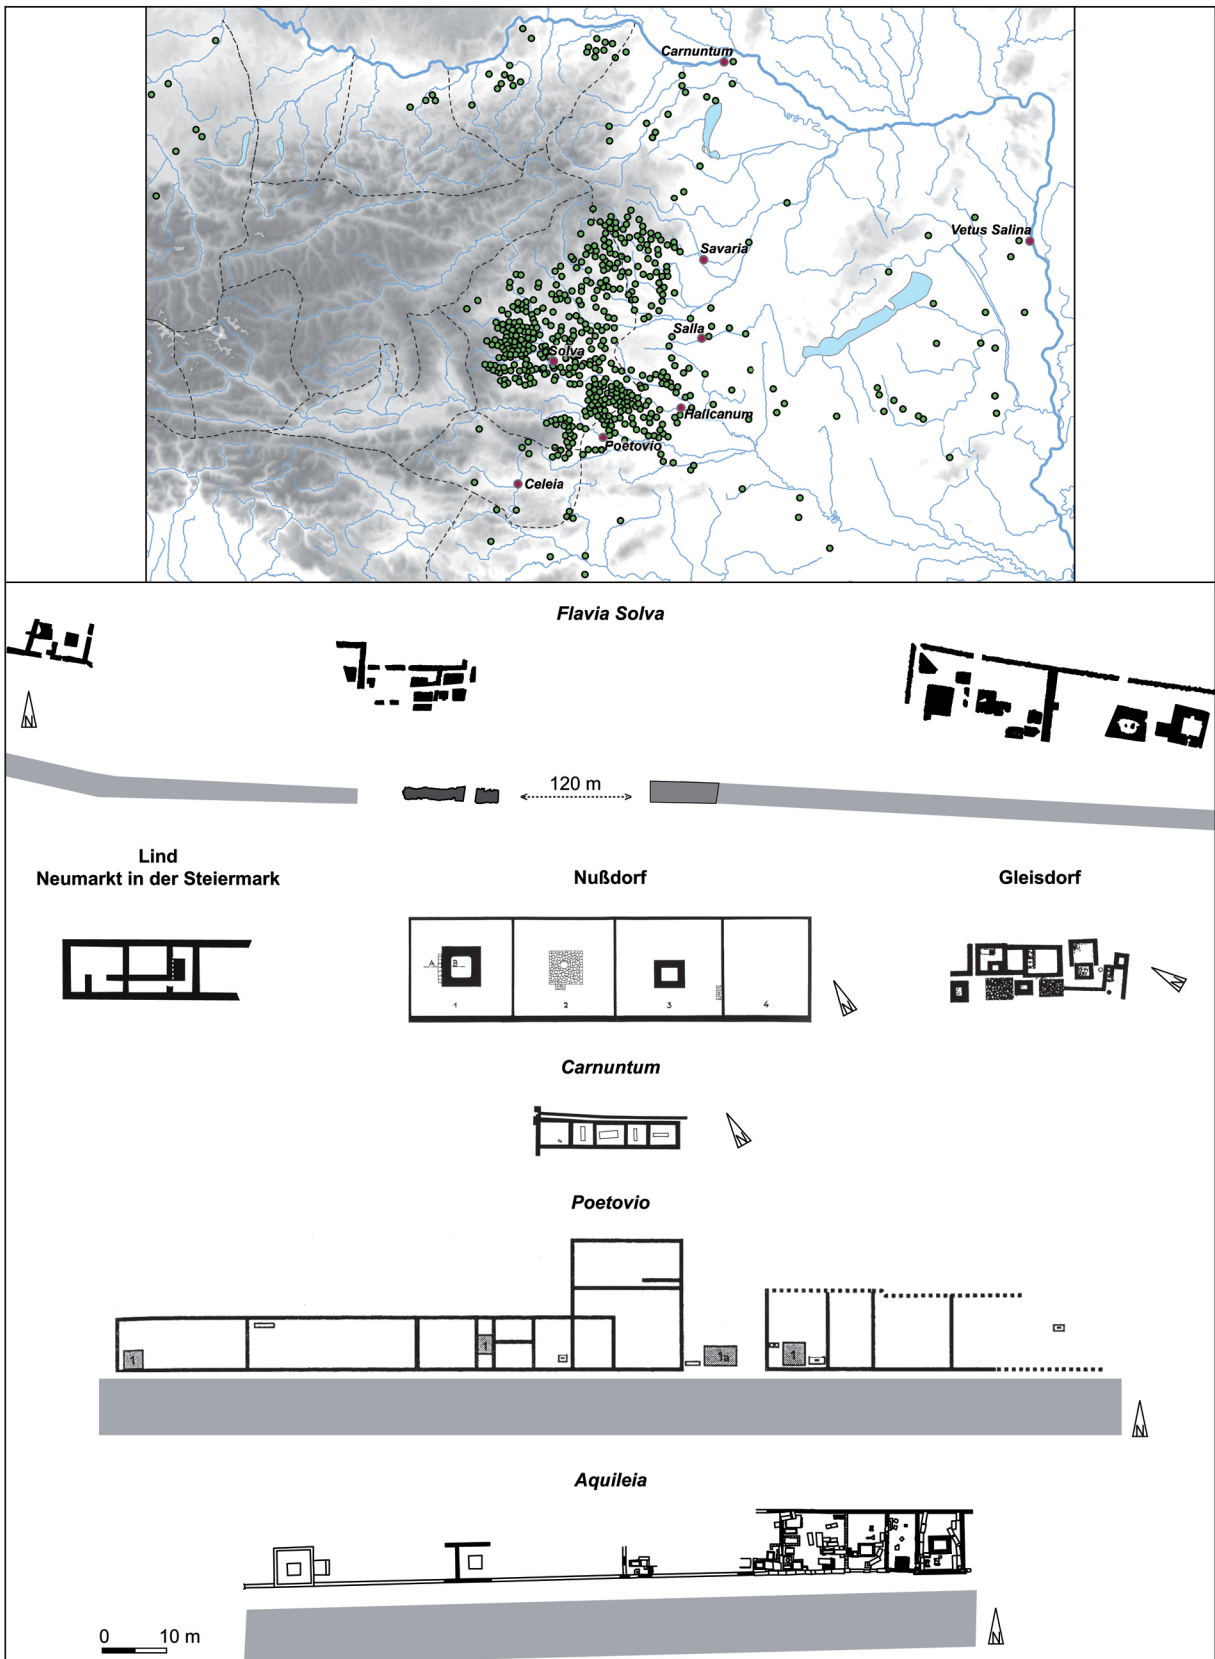 Carnuntum
Vetus Salina
Savaria
Salla
Solva
Halicanum
Poetovio
Celeia
Flavia Solva
N
120 m
Lind
Neumarkt in der Steiermark
Nußdorf
Gleisdorf
A B
1 2 3 4
N
N
Carnuntum
N
Poetovio
1 1 1a 1
N
Aquileia
N
0 10 m